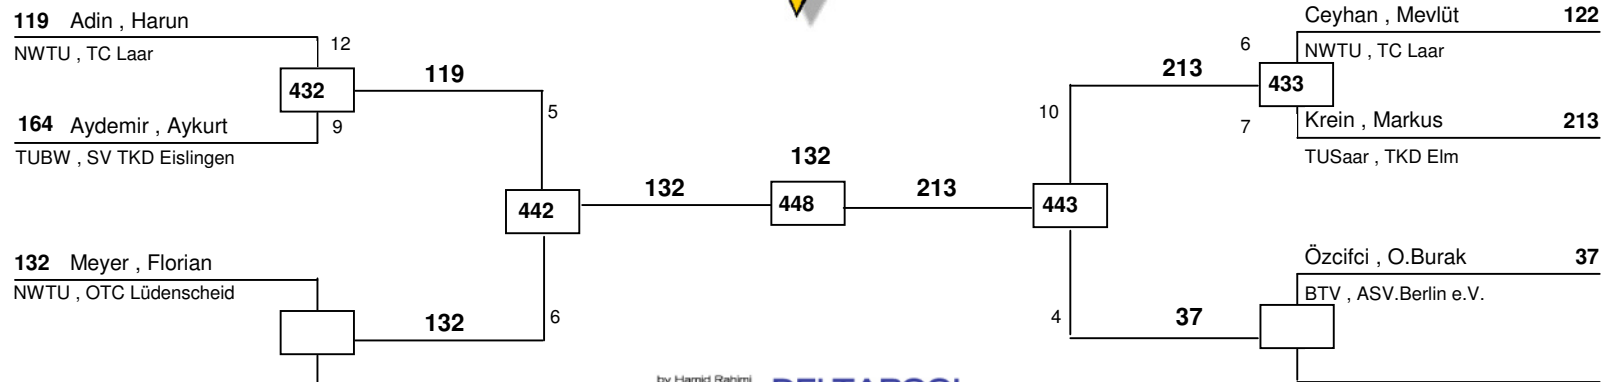 119 Adin , Harun
NWTU , TC Laar
12
432
119
164 Aydemir , Aykurt
9
TUBW , SV TKD Eislingen
5
442
132
132 Meyer , Florian
NWTU , OTC Lüdenscheid
132
6
132
448
213
443
Ceyhan , Mevlüt 122
6
NWTU , TC Laar
213
433
10
Krein , Markus 213
7
TUSaar , TKD Elm
Özcifci , O.Burak 37
BTV , ASV.Berlin e.V.
4
37
by Hamid Rahimi